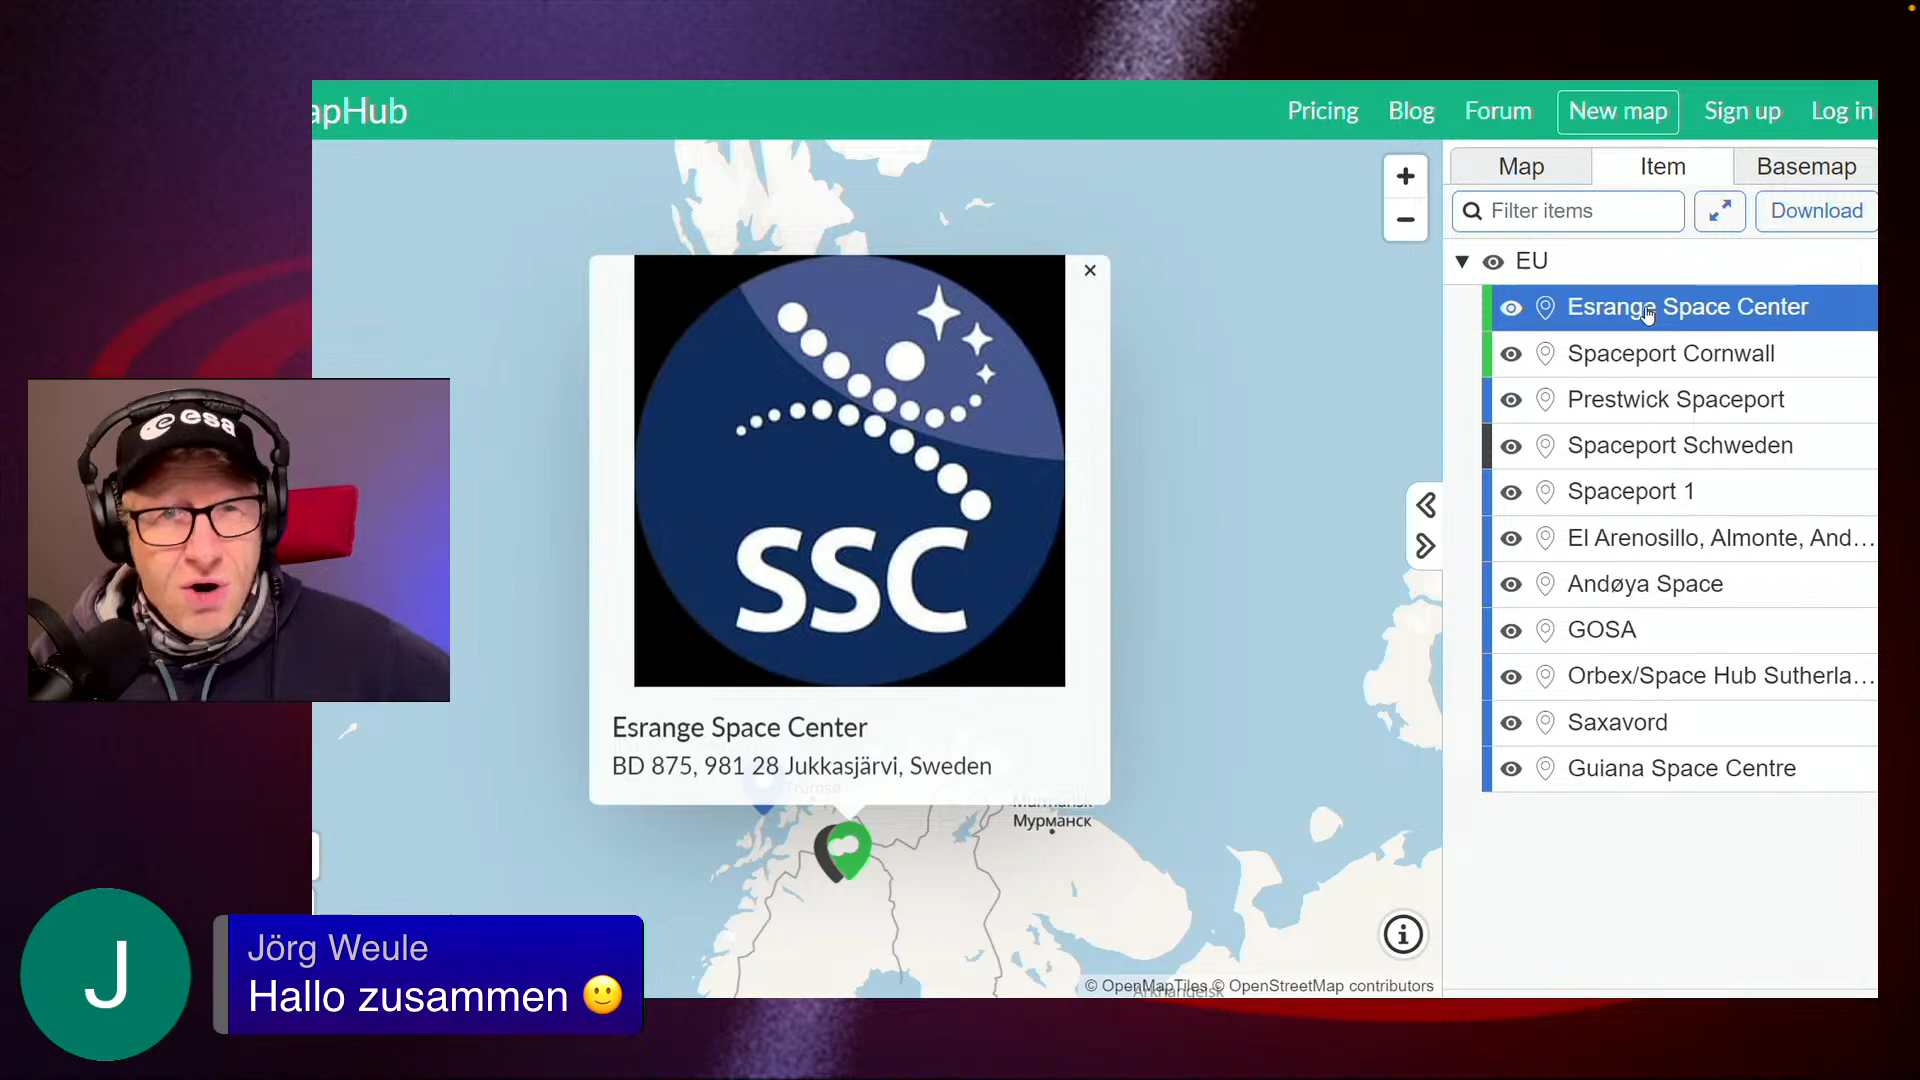 apHub
Pricing
Blog
Forum
New map
Sign up
Log in
Map
Item
Basemap
Filter items
Download
EU
Esrange Space Center
Spaceport Cornwall
Prestwick Spaceport
Spaceport Schweden
Spaceport 1
El Arenosillo, Almonte, And...
Andøya Space
GOSA
Orbex/Space Hub Sutherla...
Saxavord
Guiana Space Centre
SSC
Esrange Space Center
BD 875, 981 28 Jukkasjärvi, Sweden
Tromsø
Murmansk
Мурманск
Arkhangelsk
© OpenMapTiles © OpenStreetMap contributors
esa
J
Jörg Weule
Hallo zusammen 🙂